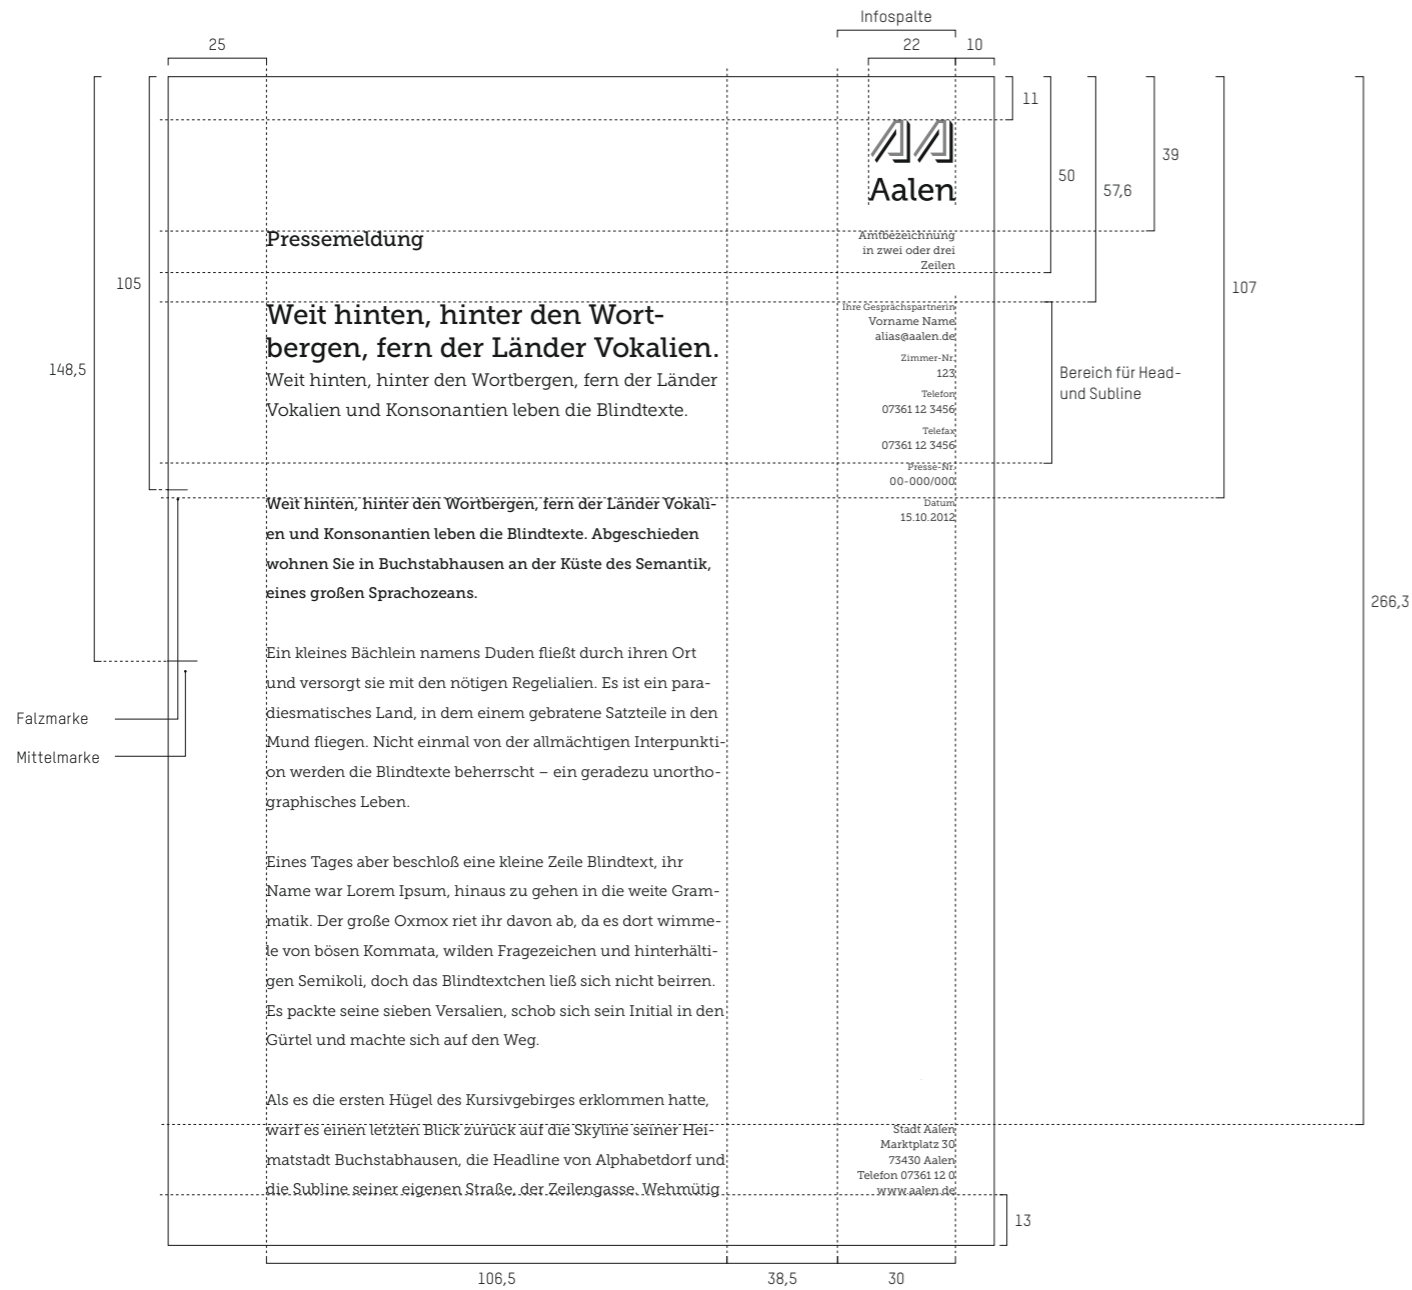 Infospalte
25
22
10
11
39
50
57,6
105
107
148,5
266,3
Aalen
Pressemeldung
Amtbezeichnung
in zwei oder drei
Zeilen
Weit hinten, hinter den Wort-
bergen, fern der Länder Vokalien.
Weit hinten, hinter den Wortbergen, fern der Länder
Vokalien und Konsonantien leben die Blindtexte.
Ihre Gesprächspartnerin
Vorname Name
alias@aalen.de
Zimmer-Nr.
123
Telefon
07361 12 3456
Telefax
07361 12 3456
Presse-Nr.
00-000/000
Datum
15.10.2012
Bereich für Head-
und Subline
Weit hinten, hinter den Wortbergen, fern der Länder Vokali-
en und Konsonantien leben die Blindtexte. Abgeschieden
wohnen Sie in Buchstabhausen an der Küste des Semantik,
eines großen Sprachozeans.
Ein kleines Bächlein namens Duden fließt durch ihren Ort
und versorgt sie mit den nötigen Regelialien. Es ist ein para-
diesmatisches Land, in dem einem gebratene Satzteile in den
Mund fliegen. Nicht einmal von der allmächtigen Interpunkti-
on werden die Blindtexte beherrscht – ein geradezu unortho-
graphisches Leben.
Falzmarke
Mittelmarke
Eines Tages aber beschloß eine kleine Zeile Blindtext, ihr
Name war Lorem Ipsum, hinaus zu gehen in die weite Gram-
matik. Der große Oxmox riet ihr davon ab, da es dort wimme-
le von bösen Kommata, wilden Fragezeichen und hinterhälti-
gen Semikoli, doch das Blindtextchen ließ sich nicht beirren.
Es packte seine sieben Versalien, schob sich sein Initial in den
Gürtel und machte sich auf den Weg.
Als es die ersten Hügel des Kursivgebirges erklommen hatte,
warf es einen letzten Blick zurück auf die Skyline seiner Hei-
matstadt Buchstabhausen, die Headline von Alphabetdorf und
die Subline seiner eigenen Straße, der Zeilengasse. Wehmütig
Stadt Aalen
Marktplatz 30
73430 Aalen
Telefon 07361 12 0
www.aalen.de
13
106,5
38,5
30